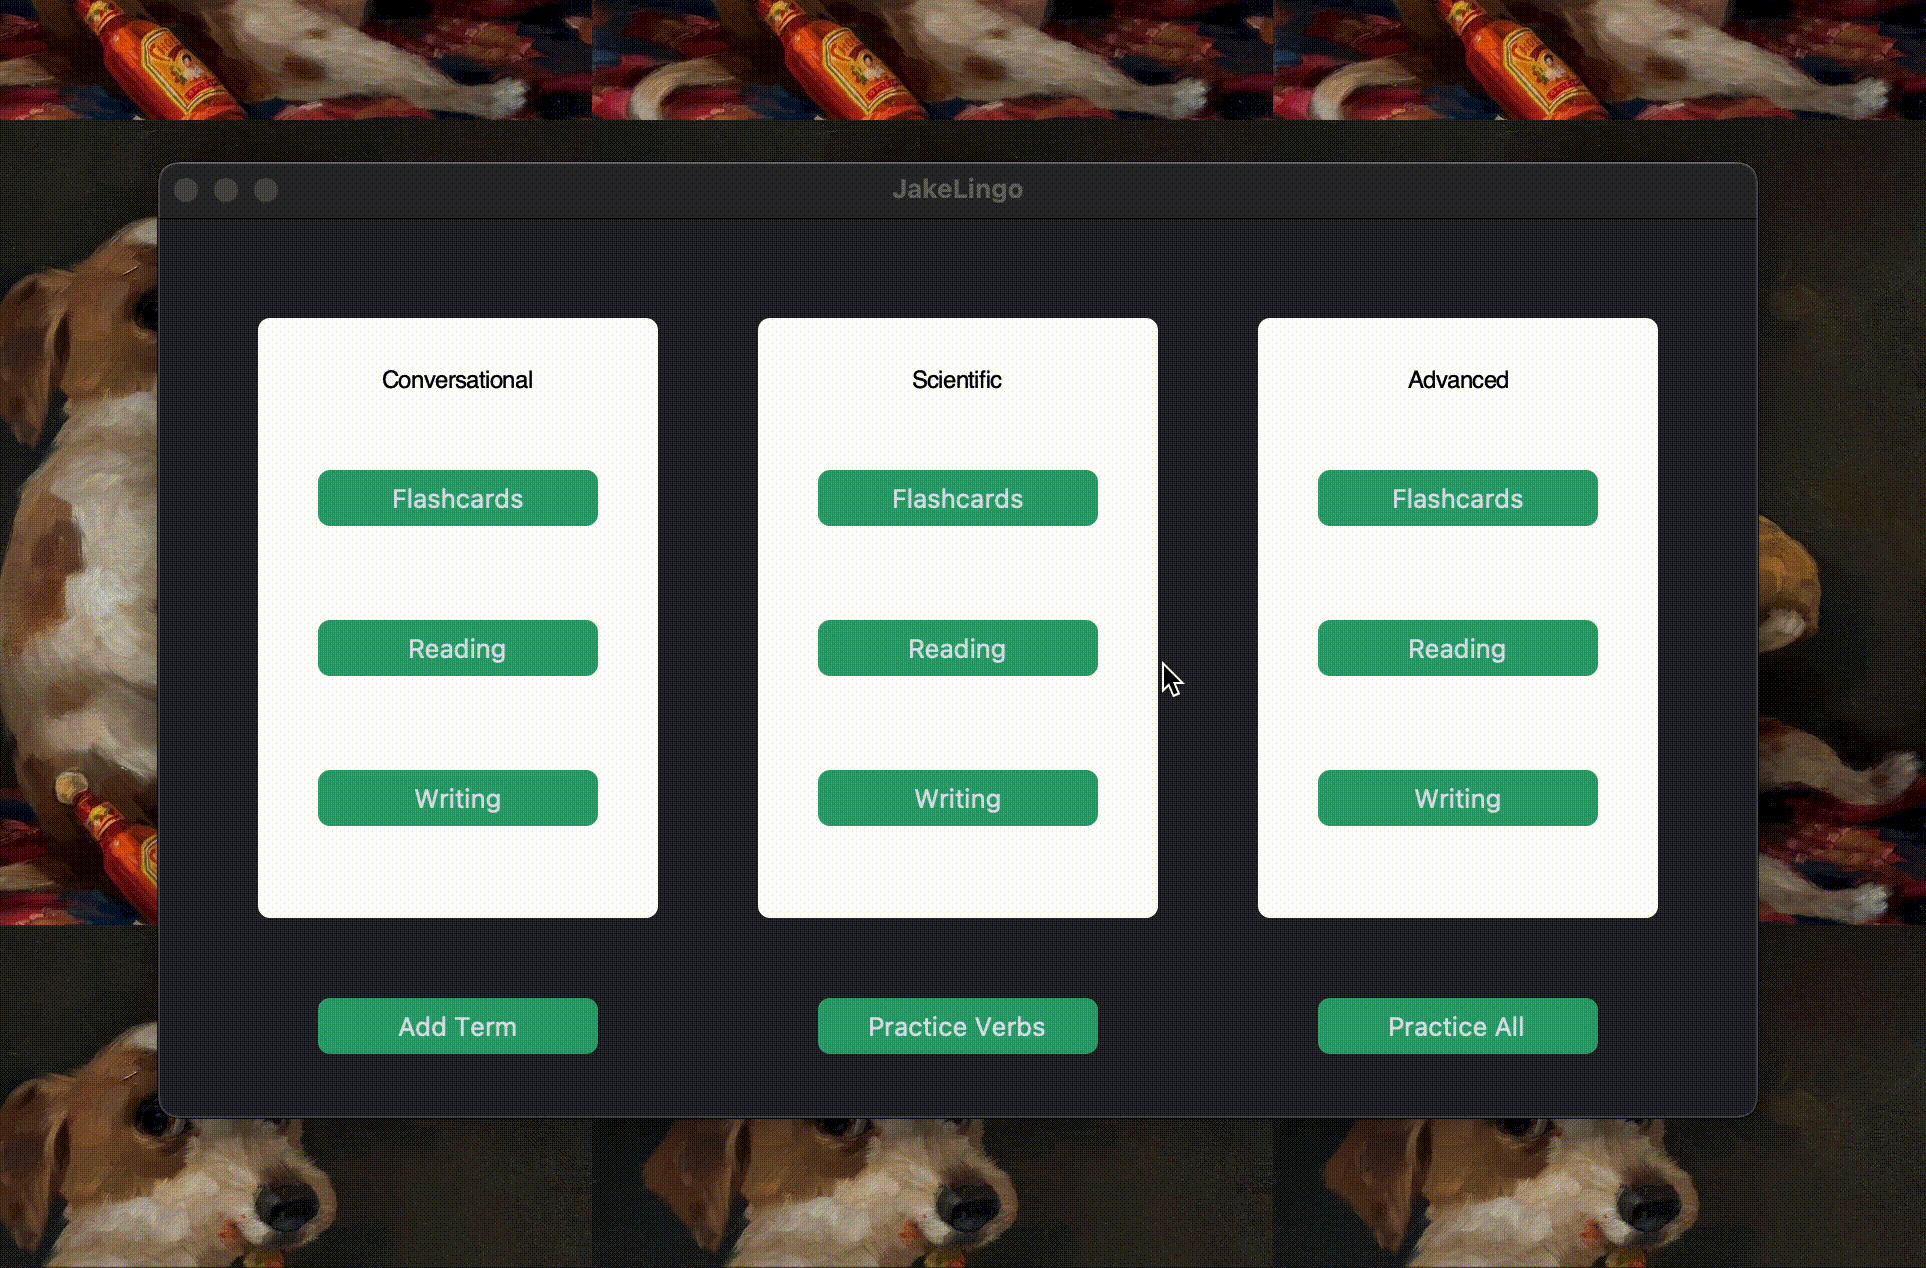 JakeLingo
Conversational
Flashcards
Reading
Writing
Scientific
Flashcards
Reading
Writing
Advanced
Flashcards
Reading
Writing
Add Term
Practice Verbs
Practice All